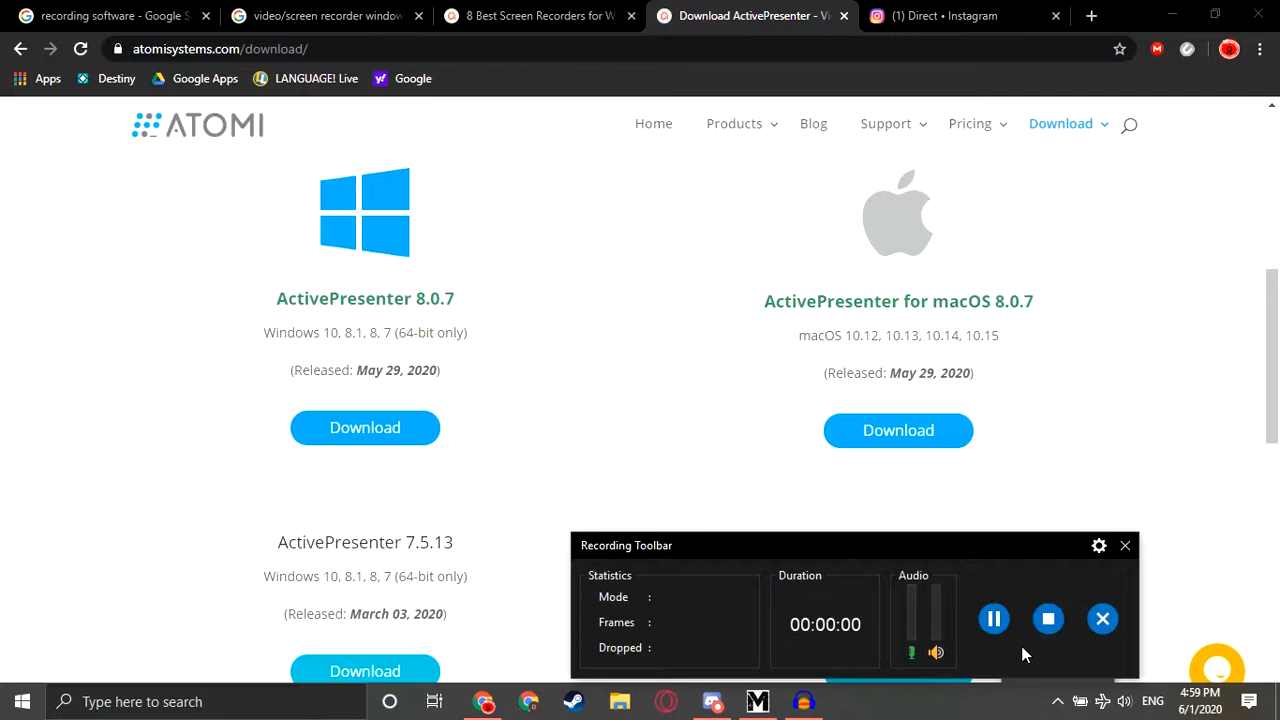 recording software - Google S
video/screen recorder window
8 Best Screen Recorders for W
Download ActivePresenter - Vi
(1) Direct • Instagram
atomisystems.com/download/
Apps
Destiny
Google Apps
LANGUAGE! Live
Google
ATOMI
Home
Products
Blog
Support
Pricing
Download
ActivePresenter 8.0.7
Windows 10, 8.1, 8, 7 (64-bit only)
(Released: May 29, 2020)
Download
ActivePresenter for macOS 8.0.7
macOS 10.12, 10.13, 10.14, 10.15
(Released: May 29, 2020)
Download
ActivePresenter 7.5.13
Windows 10, 8.1, 8, 7 (64-bit only)
(Released: March 03, 2020)
Download
Recording Toolbar
Statistics
Mode :
Frames :
Dropped :
Duration
00:00:00
Audio
Type here to search
ENG
4:59 PM
6/1/2020